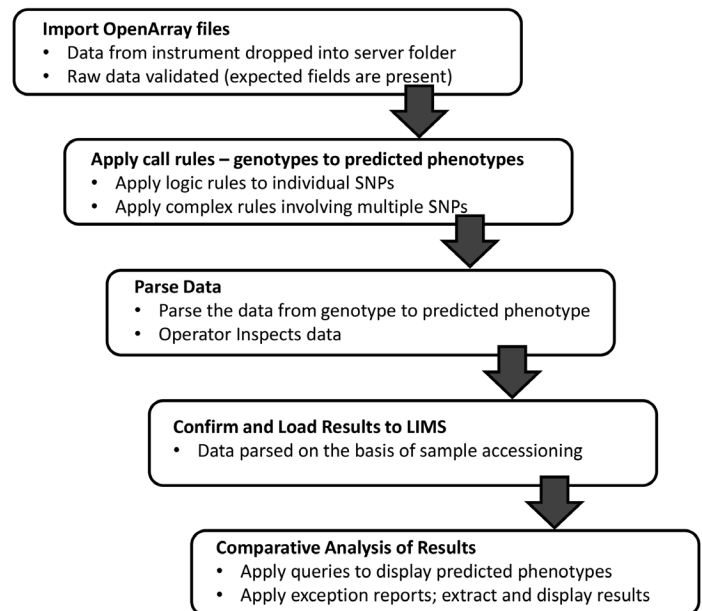 Import OpenArray files
• Data from instrument dropped into server folder
• Raw data validated (expected fields are present)
Apply call rules – genotypes to predicted phenotypes
• Apply logic rules to individual SNPs
• Apply complex rules involving multiple SNPs
Parse Data
• Parse the data from genotype to predicted phenotype
• Operator Inspects data
Confirm and Load Results to LIMS
• Data parsed on the basis of sample accessioning
Comparative Analysis of Results
• Apply queries to display predicted phenotypes
• Apply exception reports; extract and display results